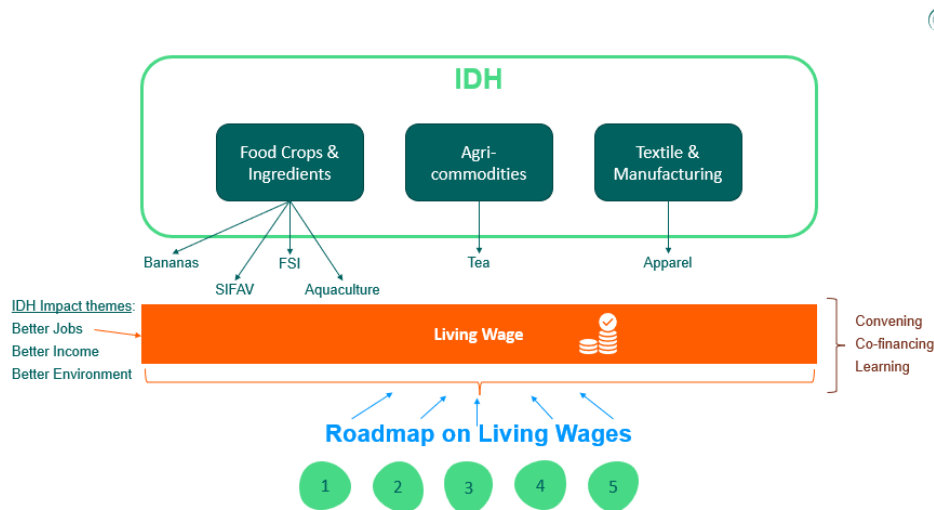 IDH
Food Crops &
Ingredients
Agri-
commodities
Textile &
Manufacturing
Bananas
FSI
Tea
Apparel
SIFAV
Aquaculture
IDH Impact themes:
Better Jobs
Better Income
Better Environment
Living Wage
Convening
Co-financing
Learning
Roadmap on Living Wages
1
2
3
4
5